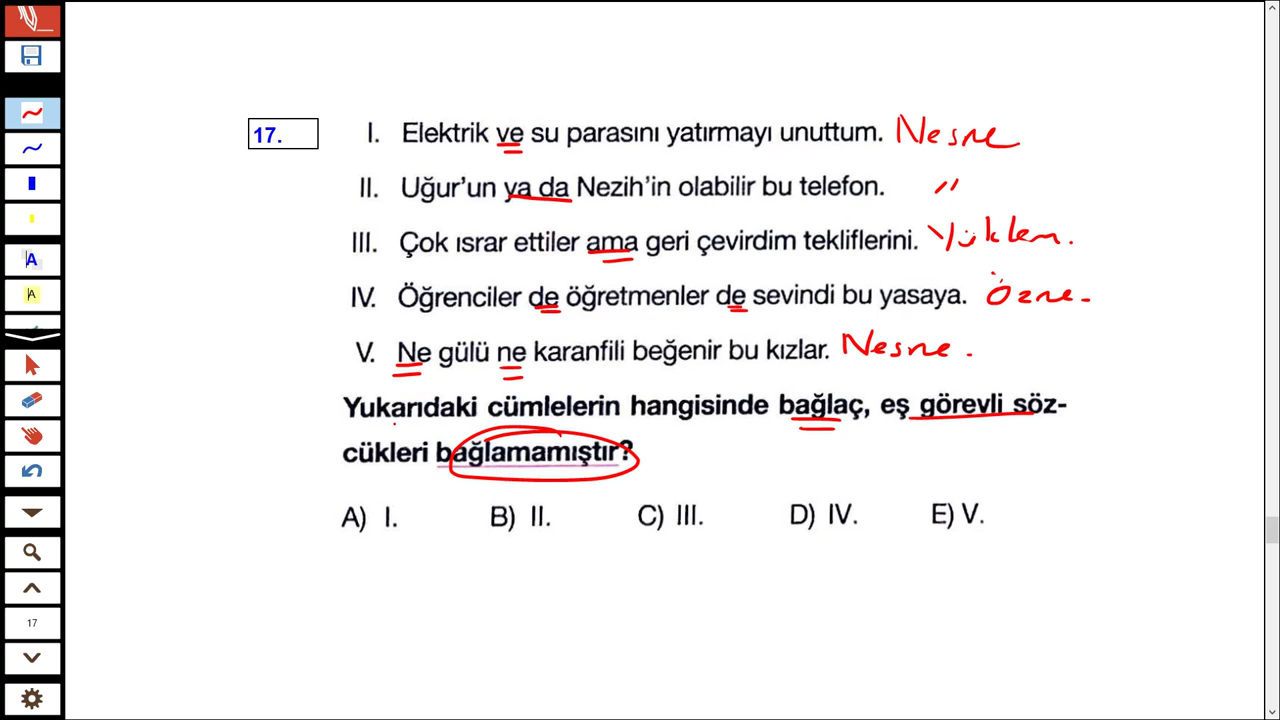 17.
I. Elektrik ve su parasını yatırmayı unuttum. Nesne
II. Uğur'un ya da Nezih'in olabilir bu telefon. "
III. Çok ısrar ettiler ama geri çevirdim tekliflerini. Yüklem.
IV. Öğrenciler de öğretmenler de sevindi bu yasaya. Özne.
V. Ne gülü ne karanfili beğenir bu kızlar. Nesne.
Yukarıdaki cümlelerin hangisinde bağlaç, eş görevli söz-
cükleri bağlamamıştır?
A) I. B) II. C) III. D) IV. E) V.
A
A
17